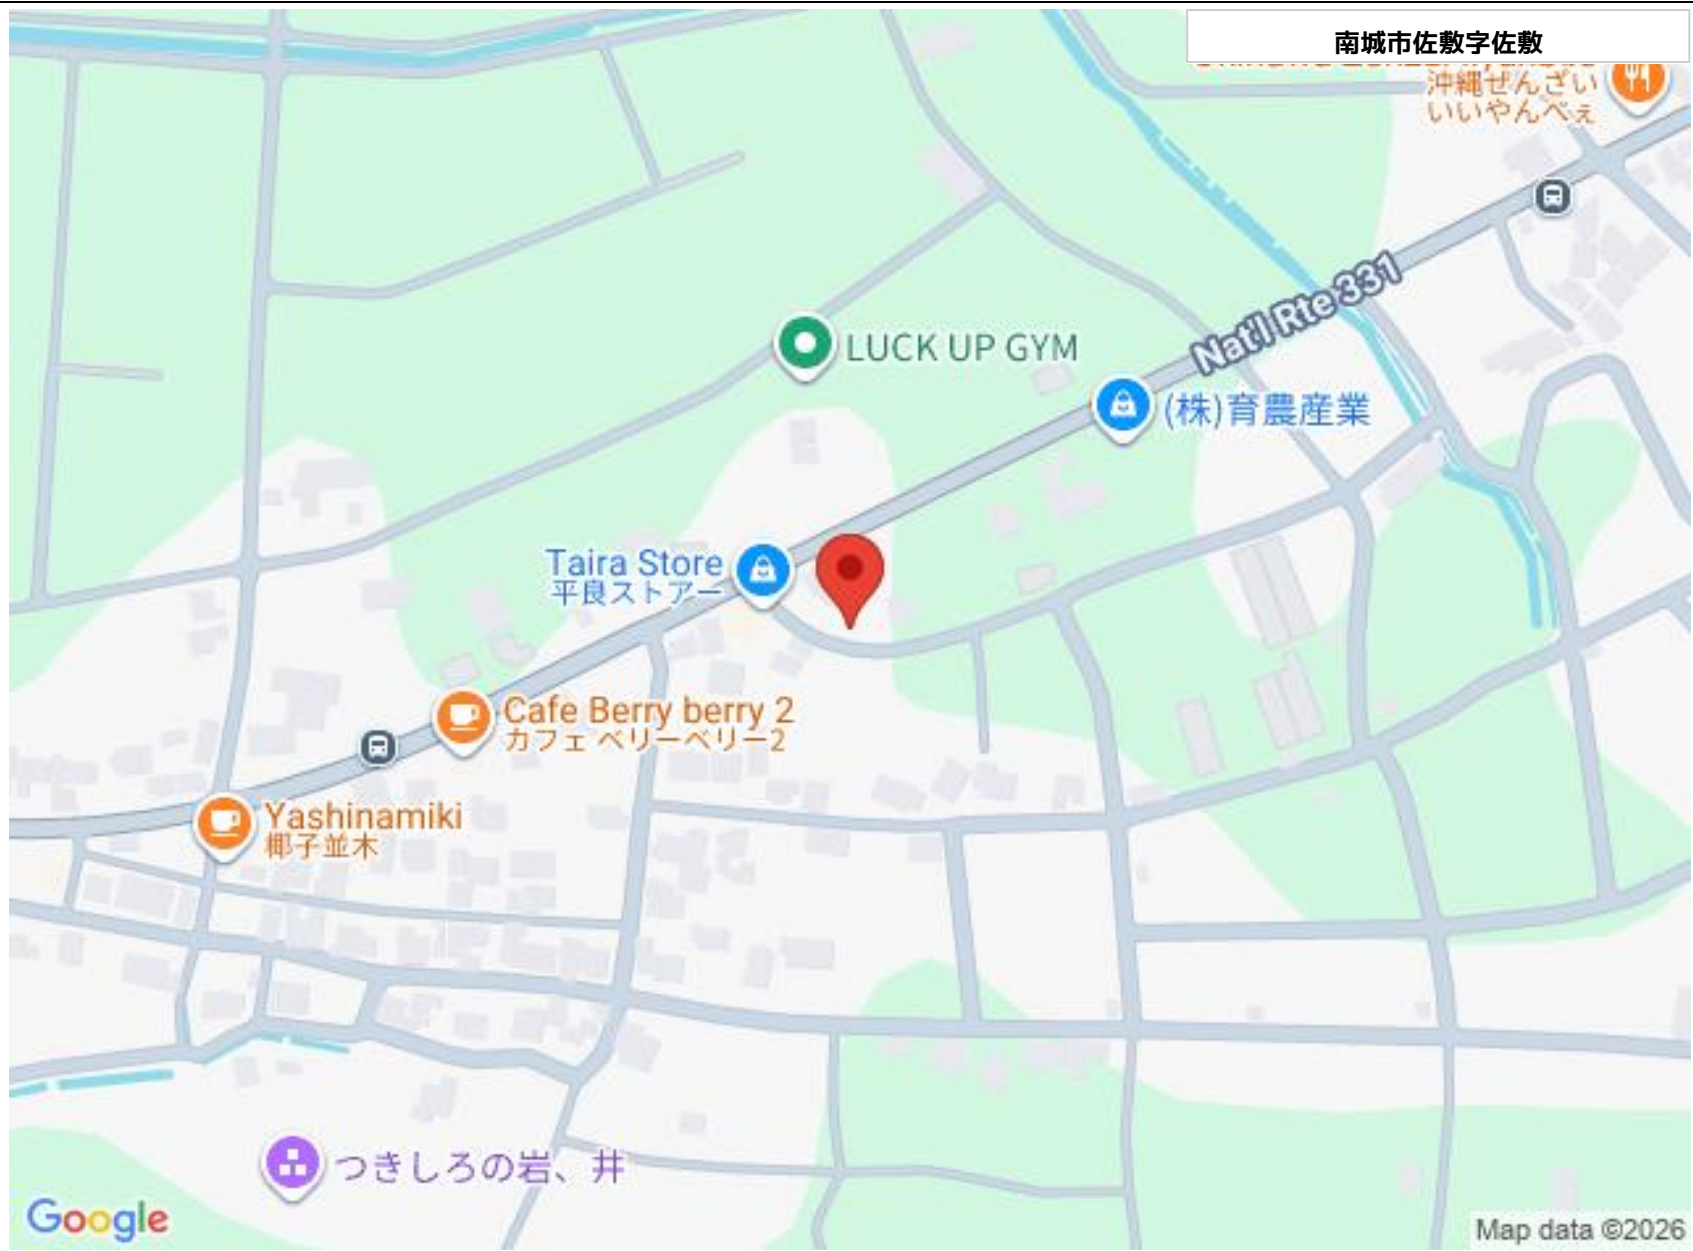 南城市佐敷字佐敷
沖縄ぜんざい
いいやんべぇ
Nat'l Rte 331
LUCK UP GYM
(株)育農産業
Taira Store
平良ストアー
Cafe Berry berry 2
カフェ ベリーベリー2
Yashinamiki
椰子並木
つきしろの岩、井
Google
Map data ©2026